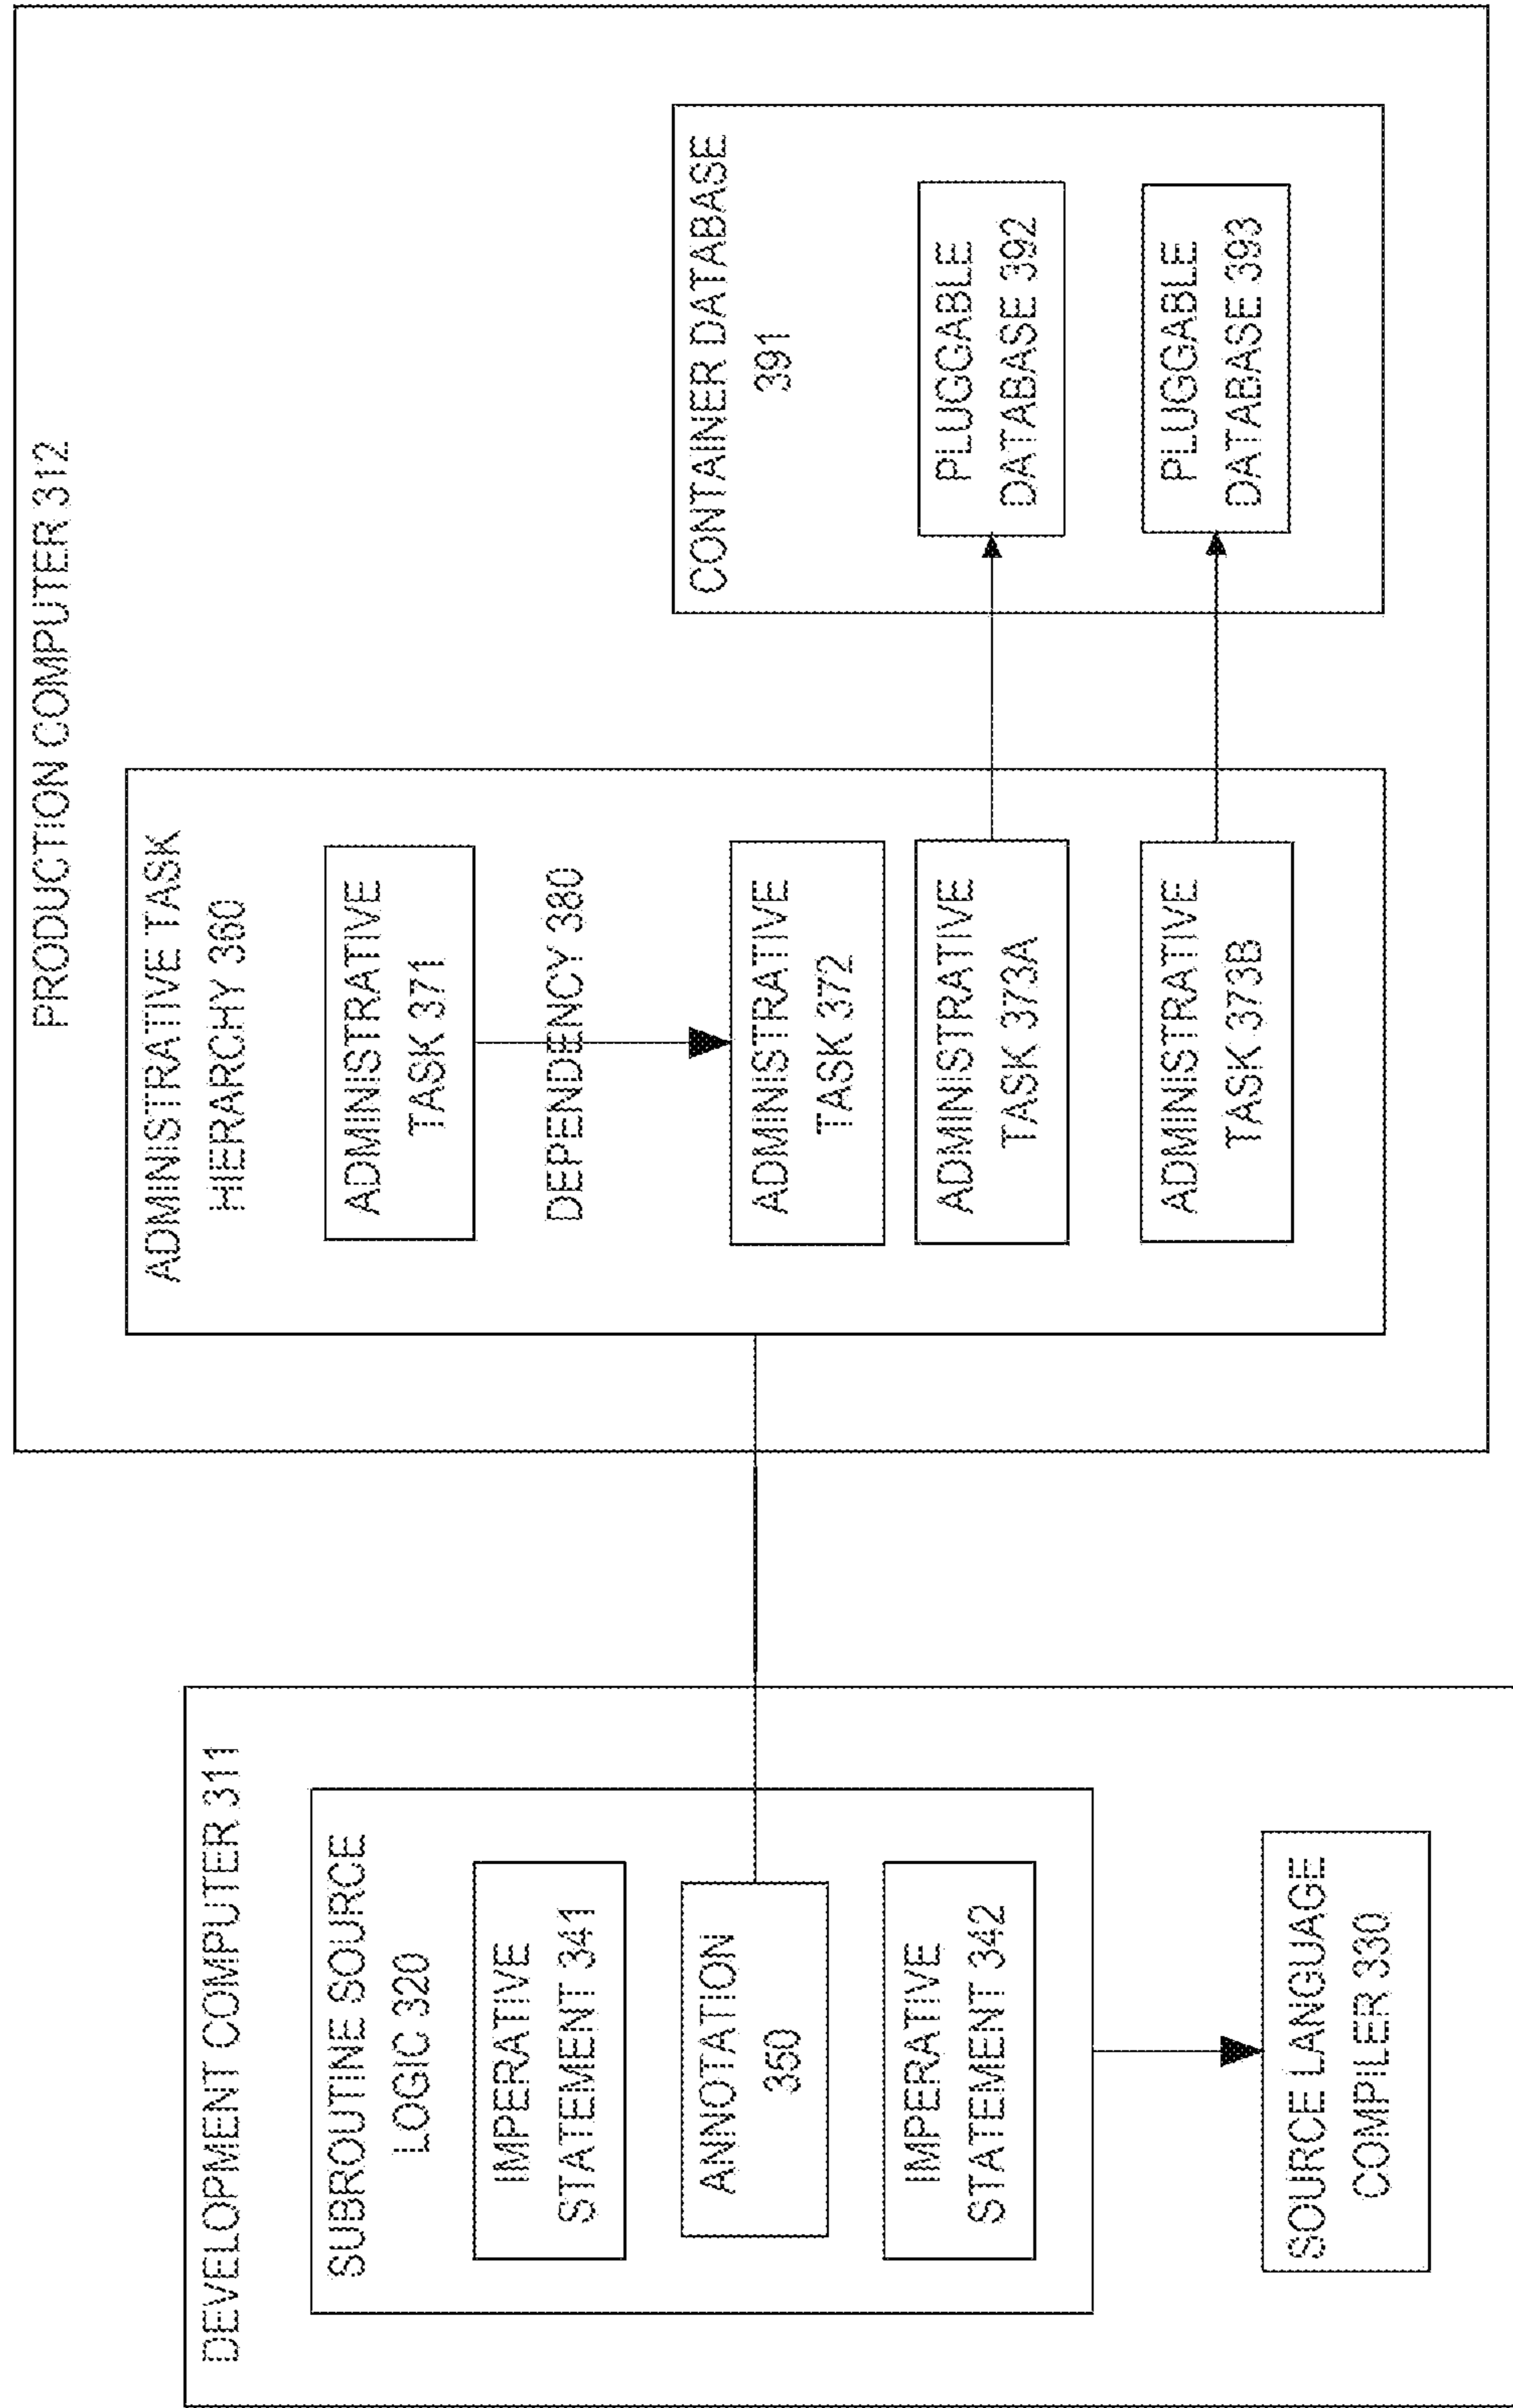 DEVELOPMENT COMPUTER 311
SUBROUTINE SOURCE
LOGIC 320
IMPERATIVE
STATEMENT 341
ANNOTATION
350
IMPERATIVE
STATEMENT 342
SOURCE LANGUAGE
COMPILER 330
PRODUCTION COMPUTER 312
ADMINISTRATIVE TASK
HIERARCHY 360
ADMINISTRATIVE
TASK 371
DEPENDENCY 380
ADMINISTRATIVE
TASK 372
ADMINISTRATIVE
TASK 373A
ADMINISTRATIVE
TASK 373B
CONTAINER DATABASE
391
PLUGGABLE
DATABASE 392
PLUGGABLE
DATABASE 393